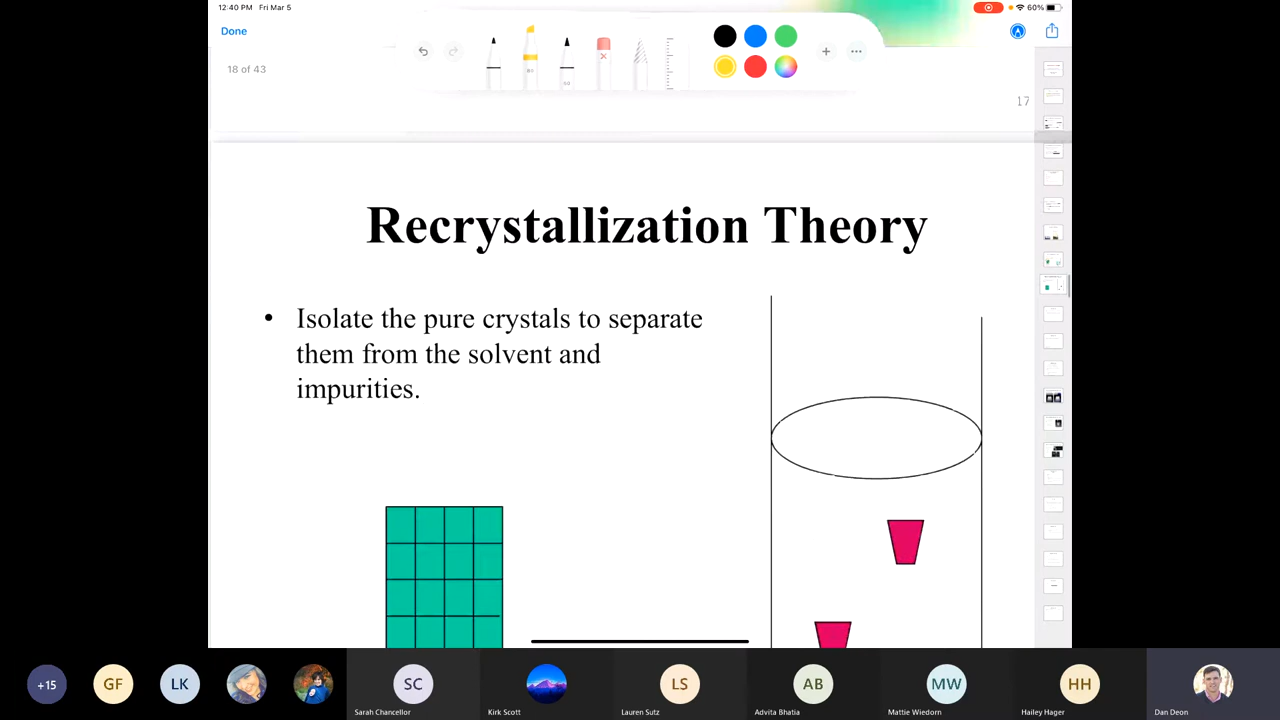 12:40 PM Fri Mar 5
60%
Done
18 of 43
17
Recrystallization Theory
• Isolate the pure crystals to separate
them from the solvent and
impurities.
+15
GF
LK
SC
LS
AB
MW
HH
Sarah Chancellor
Kirk Scott
Lauren Sutz
Advita Bhatia
Mattie Wiedorn
Hailey Hager
Dan Deon